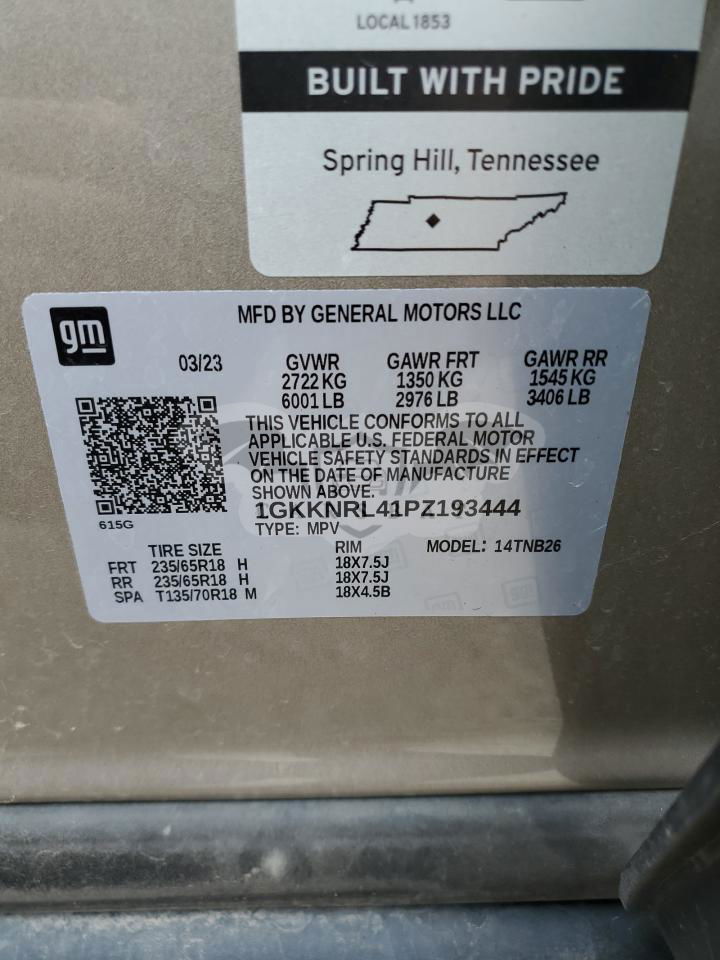 LOCAL 1853
BUILT WITH PRIDE
Spring Hill, Tennessee
gm
MFD BY GENERAL MOTORS LLC
03/23 GVWR GAWR FRT GAWR RR
2722 KG 1350 KG 1545 KG
6001 LB 2976 LB 3406 LB
THIS VEHICLE CONFORMS TO ALL
APPLICABLE U.S. FEDERAL MOTOR
VEHICLE SAFETY STANDARDS IN EFFECT
ON THE DATE OF MANUFACTURE
SHOWN ABOVE.
1GKKNRL41PZ193444
615G TYPE: MPV
TIRE SIZE RIM MODEL: 14TNB26
FRT 235/65R18 H 18X7.5J
RR 235/65R18 H 18X7.5J
SPA T135/70R18 M 18X4.5B